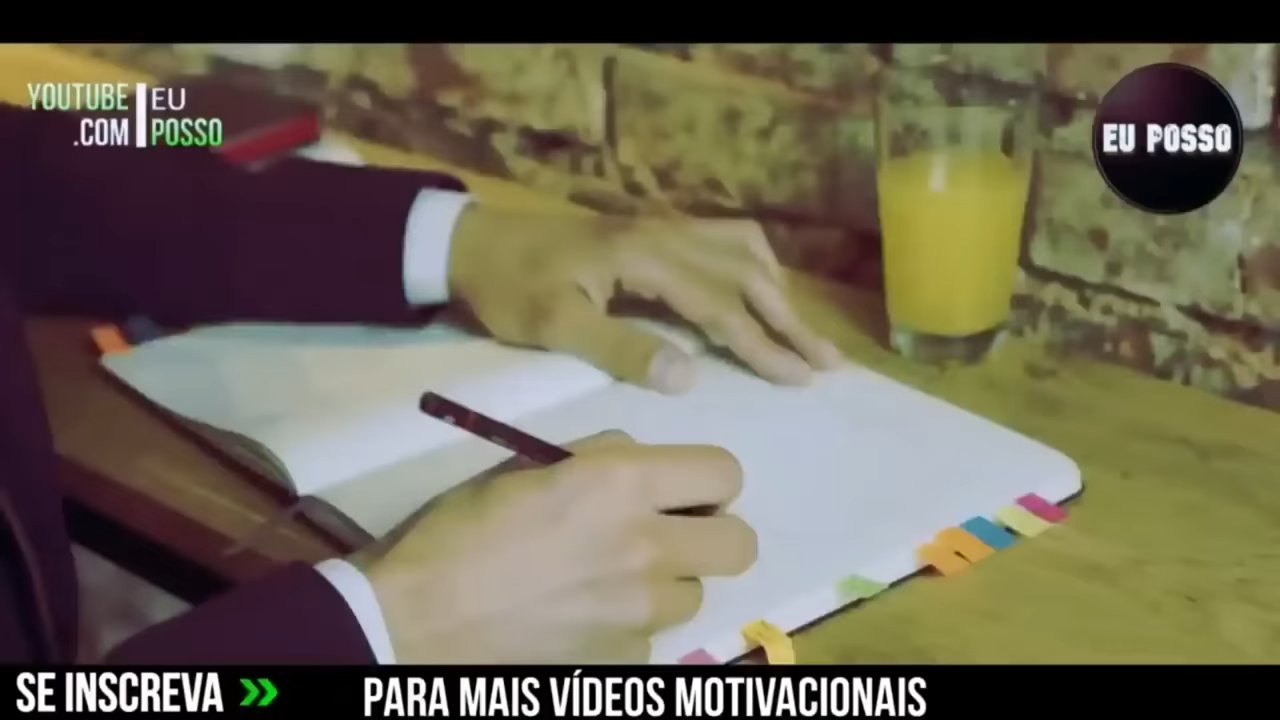 YOUTUBE
.COM
EU
POSSO
EU POSSO
SE INSCREVA
PARA MAIS VÍDEOS MOTIVACIONAIS